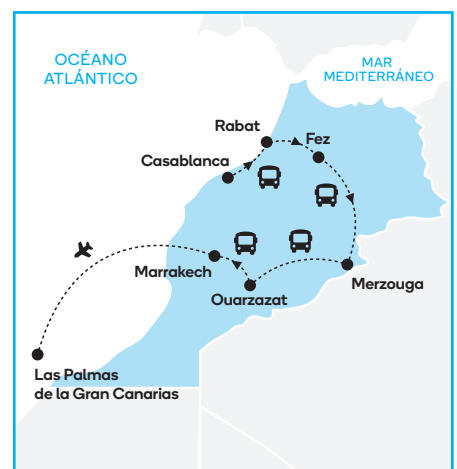 OCÉANO
ATLÁNTICO
MAR
MEDITERRÁNEO
Rabat
Fez
Casablanca
Marrakech
Merzouga
Ouarzazat
Las Palmas
de la Gran Canarias